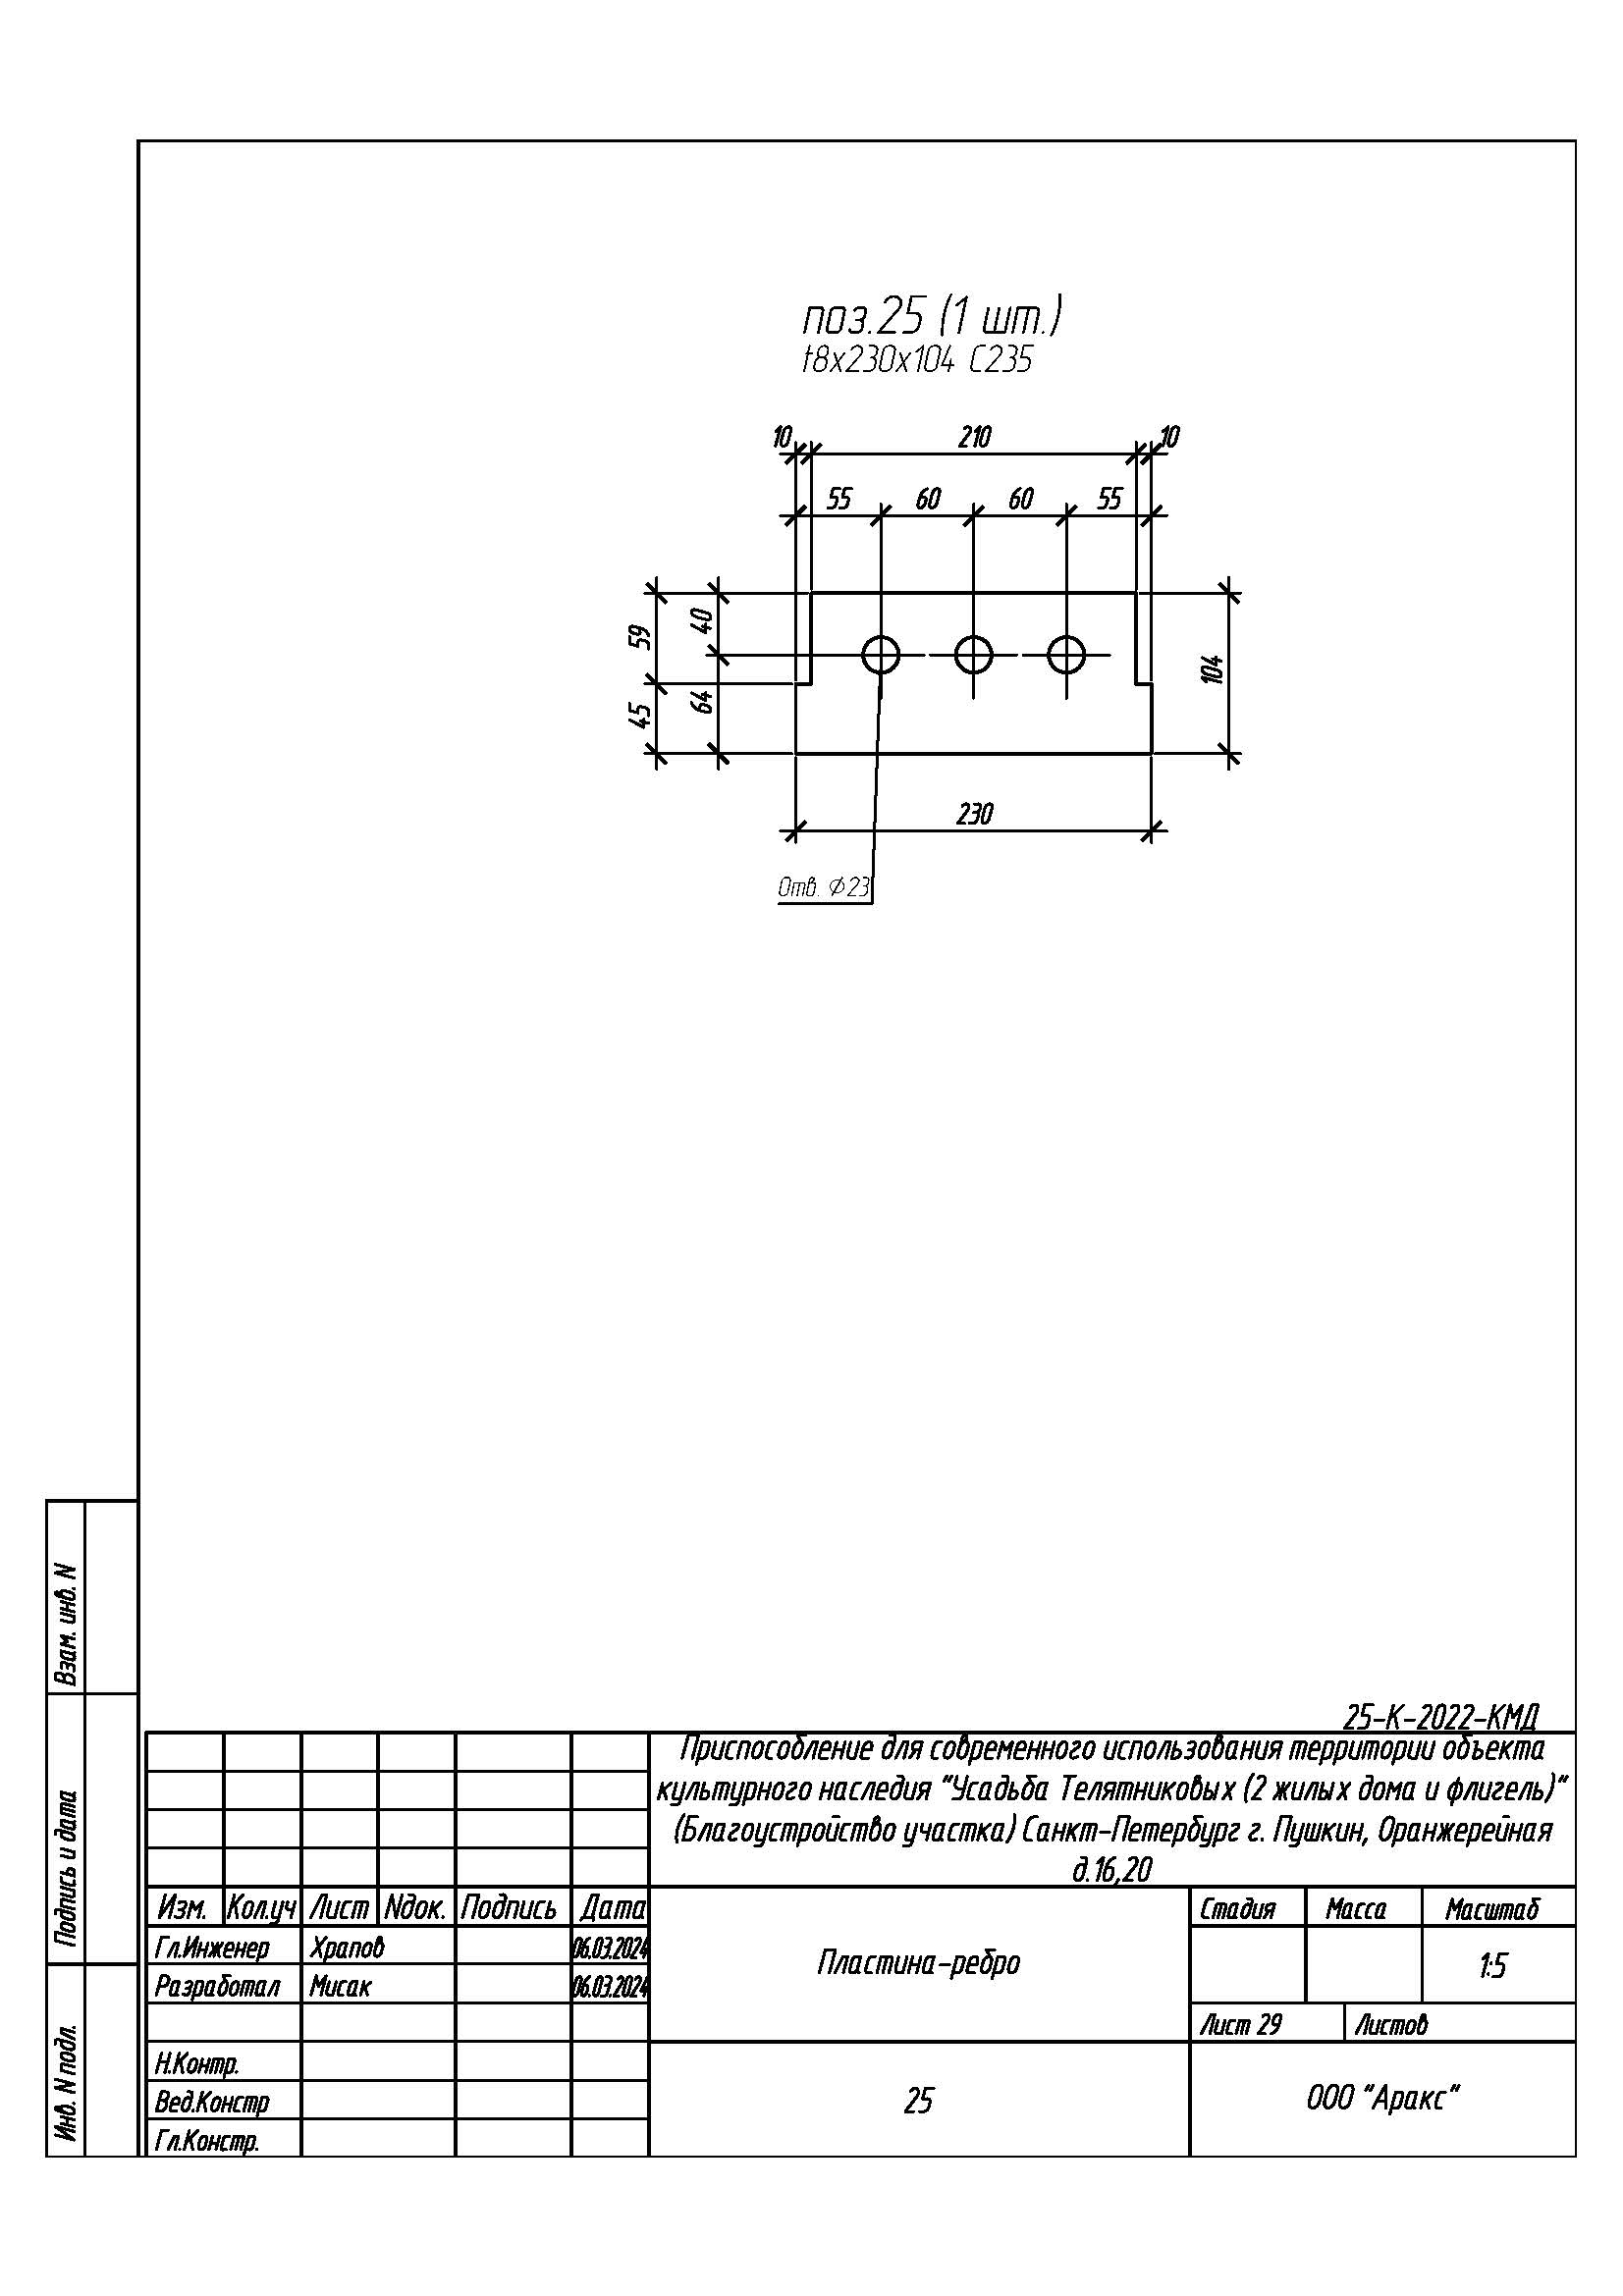 поз.25 (1 шт.)
t8x230x104 C235
10 210 10
55 60 60 55
59 40
104
45 64
230
Отв. Ø23
Взам. инв. N
Подпись и дата
Инв. N подл.
25-К-2022-КМД
Приспособление для современного использования территории объекта
культурного наследия "Усадьба Телятниковых (2 жилых дома и флигель)"
(Благоустройство участка) Санкт-Петербург г. Пушкин, Оранжерейная
д.16,20
Изм. Кол.уч Лист Nдок. Подпись Дата
Стадия Масса Масштаб
Гл.Инженер Храпов 06.03.2024
Пластина-ребро
1:5
Разработал Мисак 06.03.2024
Лист 29 Листов
Н.Контр.
Вед.Констр
25
ООО "Аракс"
Гл.Констр.